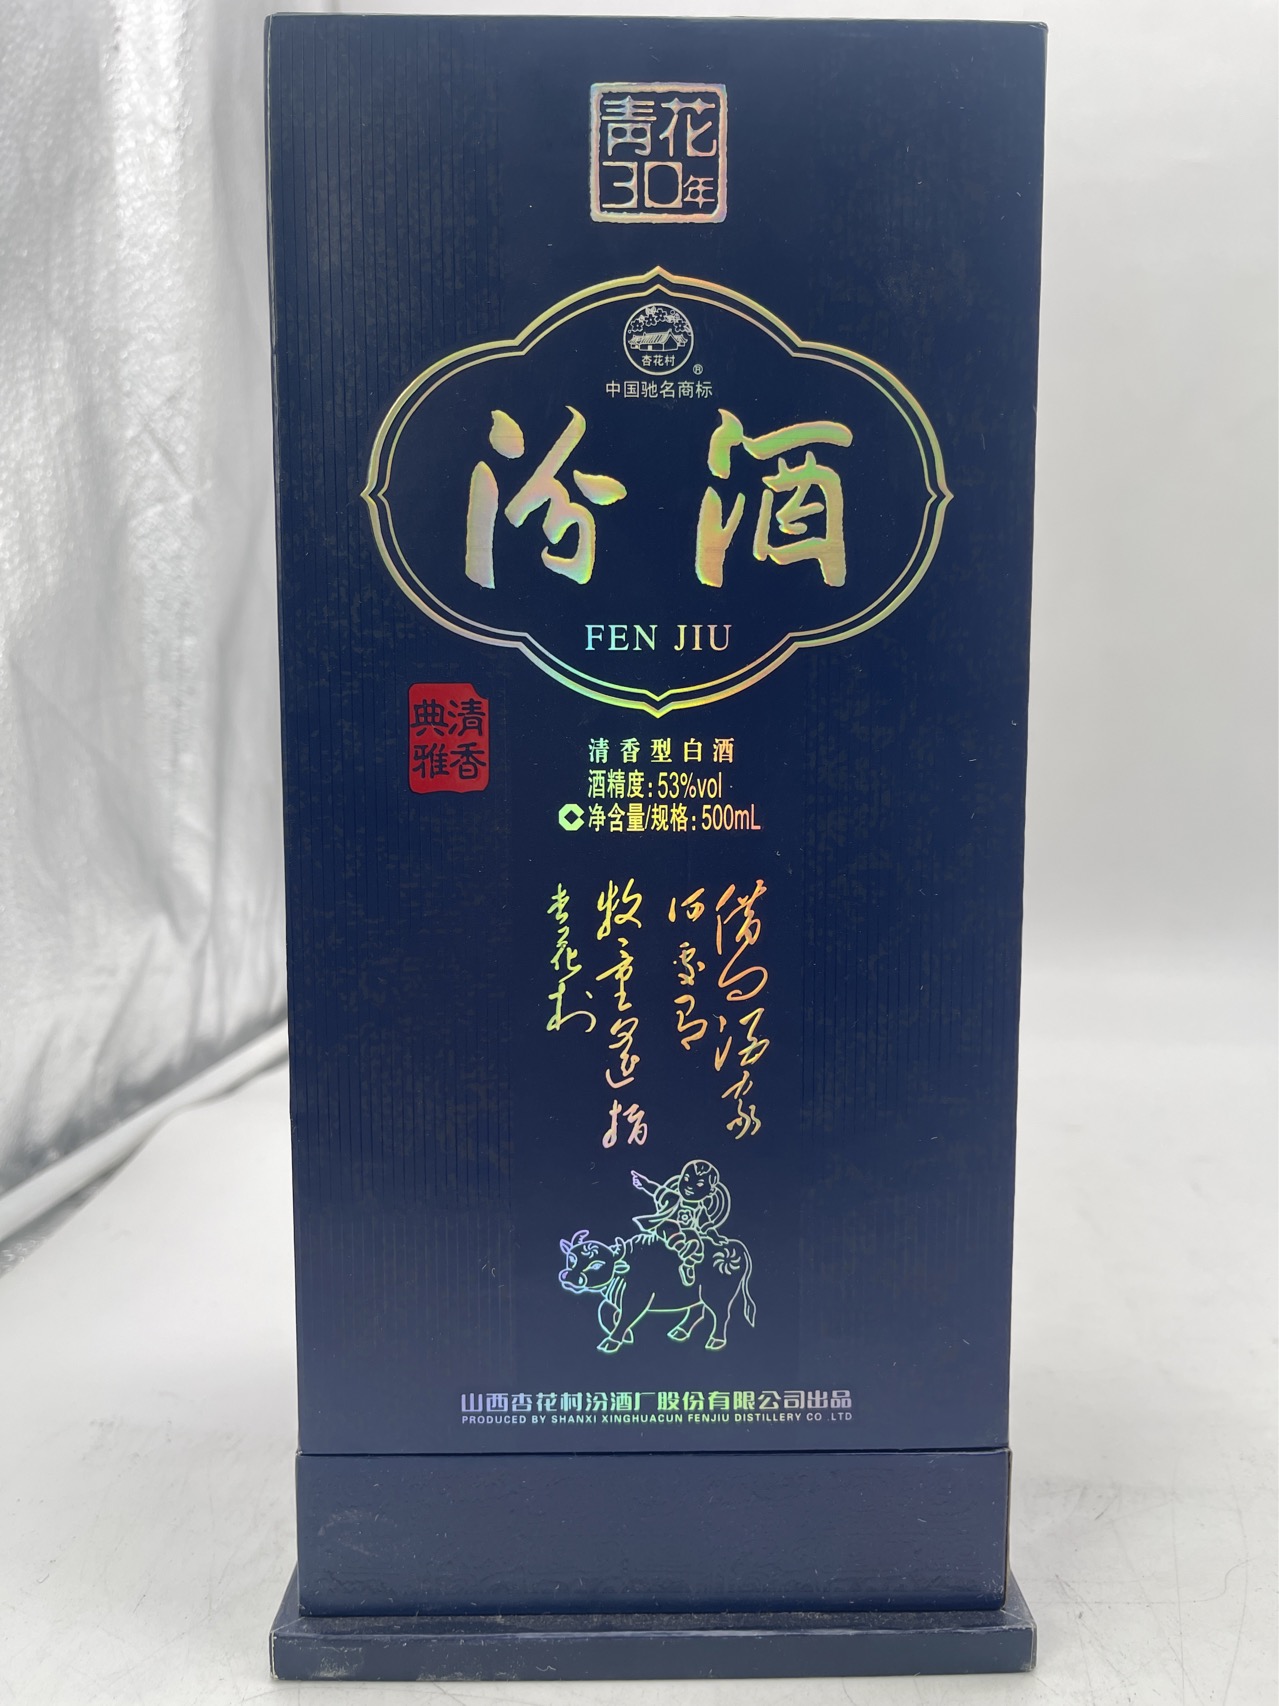 青花
30年
杏花村
®
中国驰名商标
汾酒
FEN JIU
清香
典雅
清香型白酒
酒精度:53%vol
净含量/规格:500mL
借问酒家
何处有
牧童遥指
杏花村
山西杏花村汾酒厂股份有限公司出品
PRODUCED BY SHANXI XINGHUACUN FENJIU DISTILLERY CO .LTD